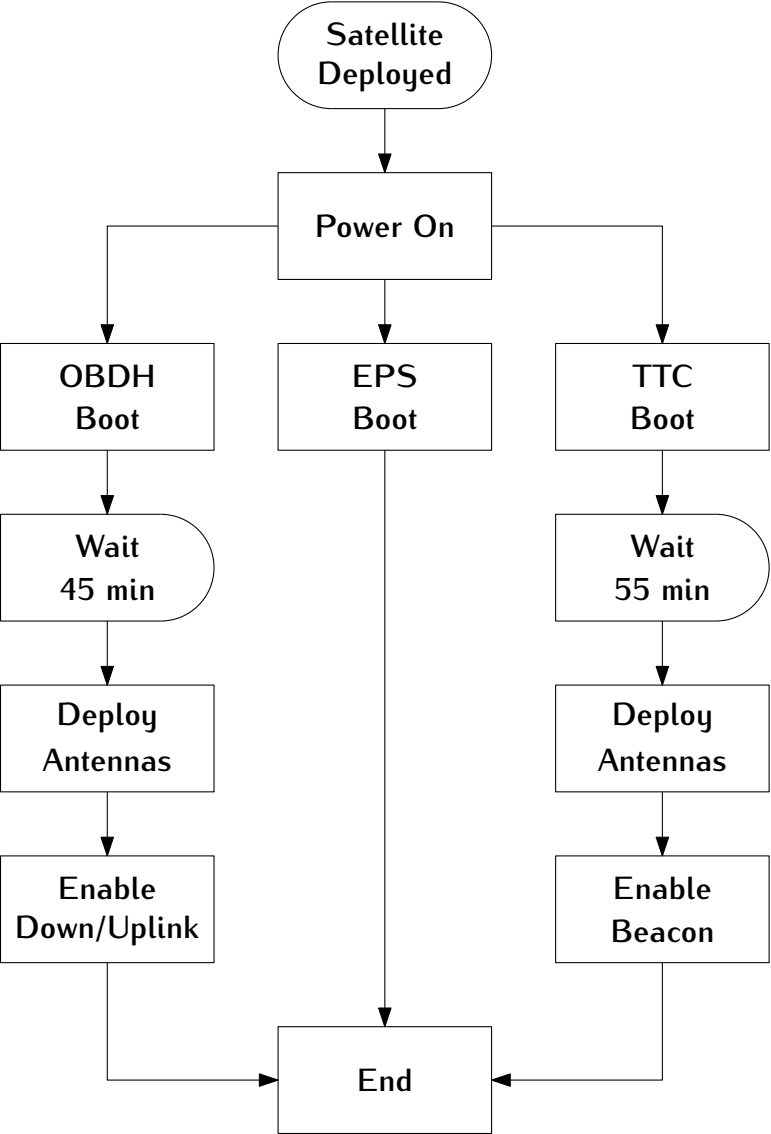 Satellite
Deployed
Power On
OBDH
Boot
EPS
Boot
TTC
Boot
Wait
45 min
Wait
55 min
Deploy
Antennas
Deploy
Antennas
Enable
Down/Uplink
Enable
Beacon
End